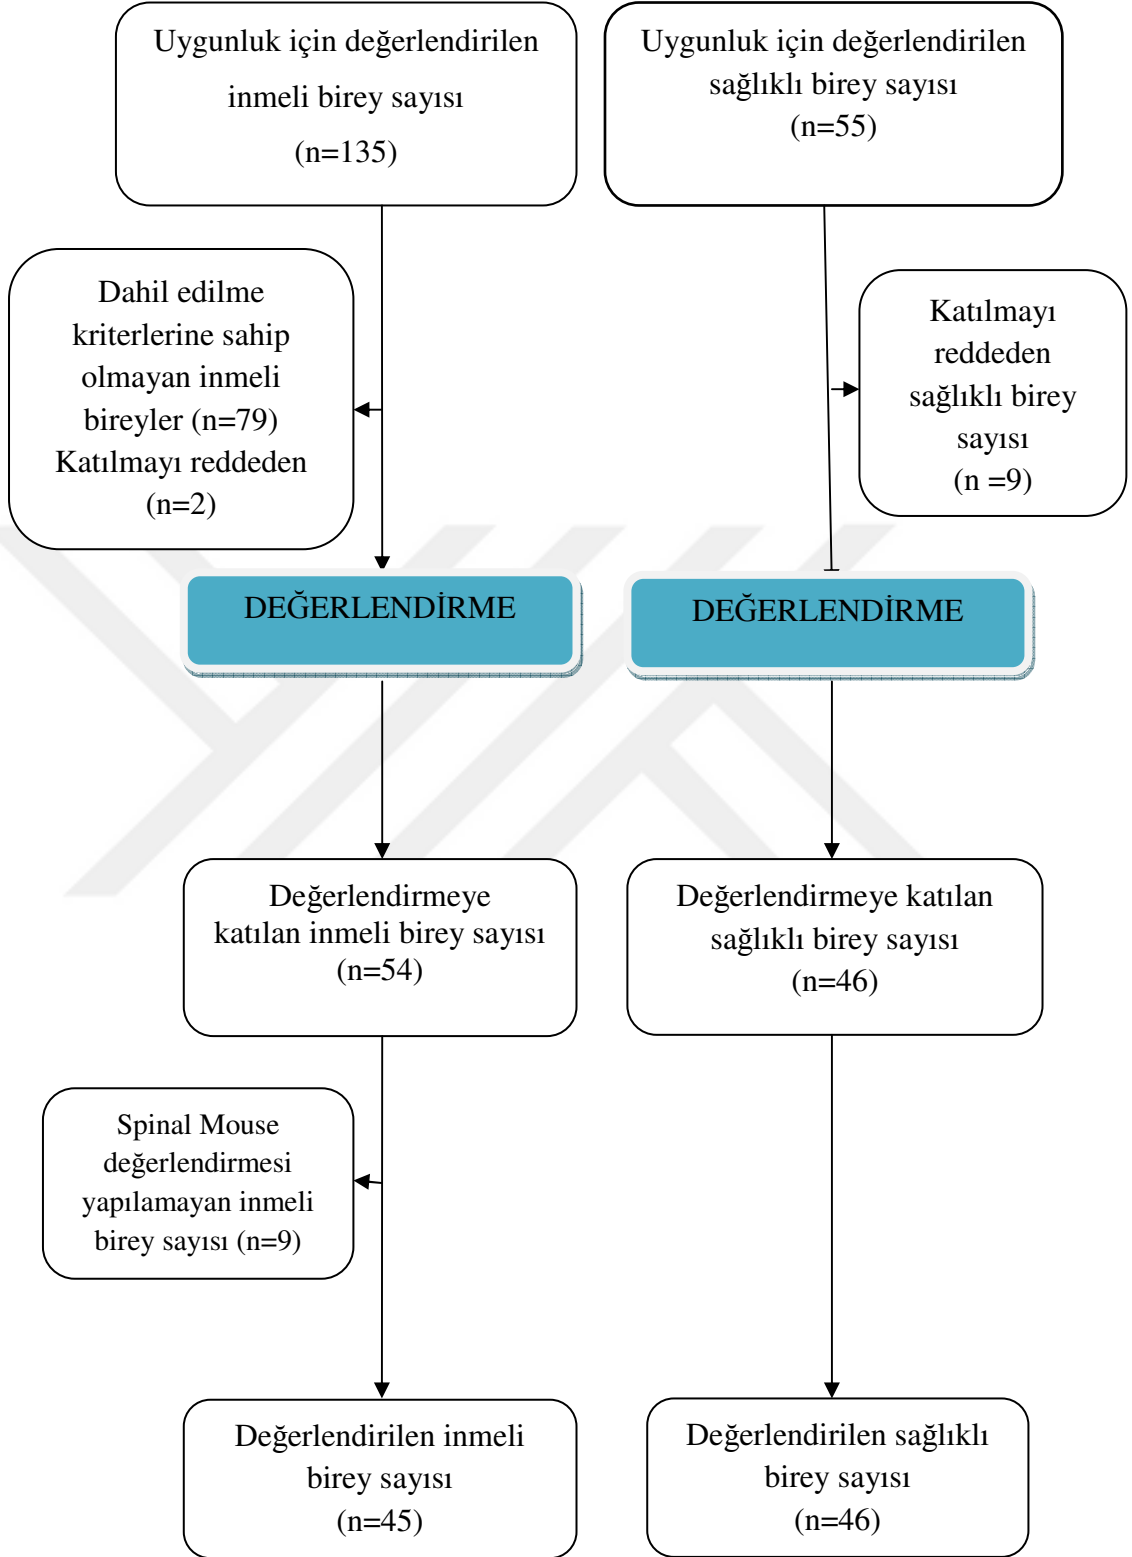 Uygunluk için değerlendirilen
inmeli birey sayısı
(n=135)
Uygunluk için değerlendirilen
sağlıklı birey sayısı
(n=55)
Dahil edilme
kriterlerine sahip
olmayan inmeli
bireyler (n=79)
Katılmayı reddeden
(n=2)
Katılmayı
reddeden
sağlıklı birey
sayısı
(n =9)
DEĞERLENDİRME
DEĞERLENDİRME
Değerlendirmeye
katılan inmeli birey sayısı
(n=54)
Değerlendirmeye katılan
sağlıklı birey sayısı
(n=46)
Spinal Mouse
değerlendirmesi
yapılamayan inmeli
birey sayısı (n=9)
Değerlendirilen inmeli
birey sayısı
(n=45)
Değerlendirilen sağlıklı
birey sayısı
(n=46)